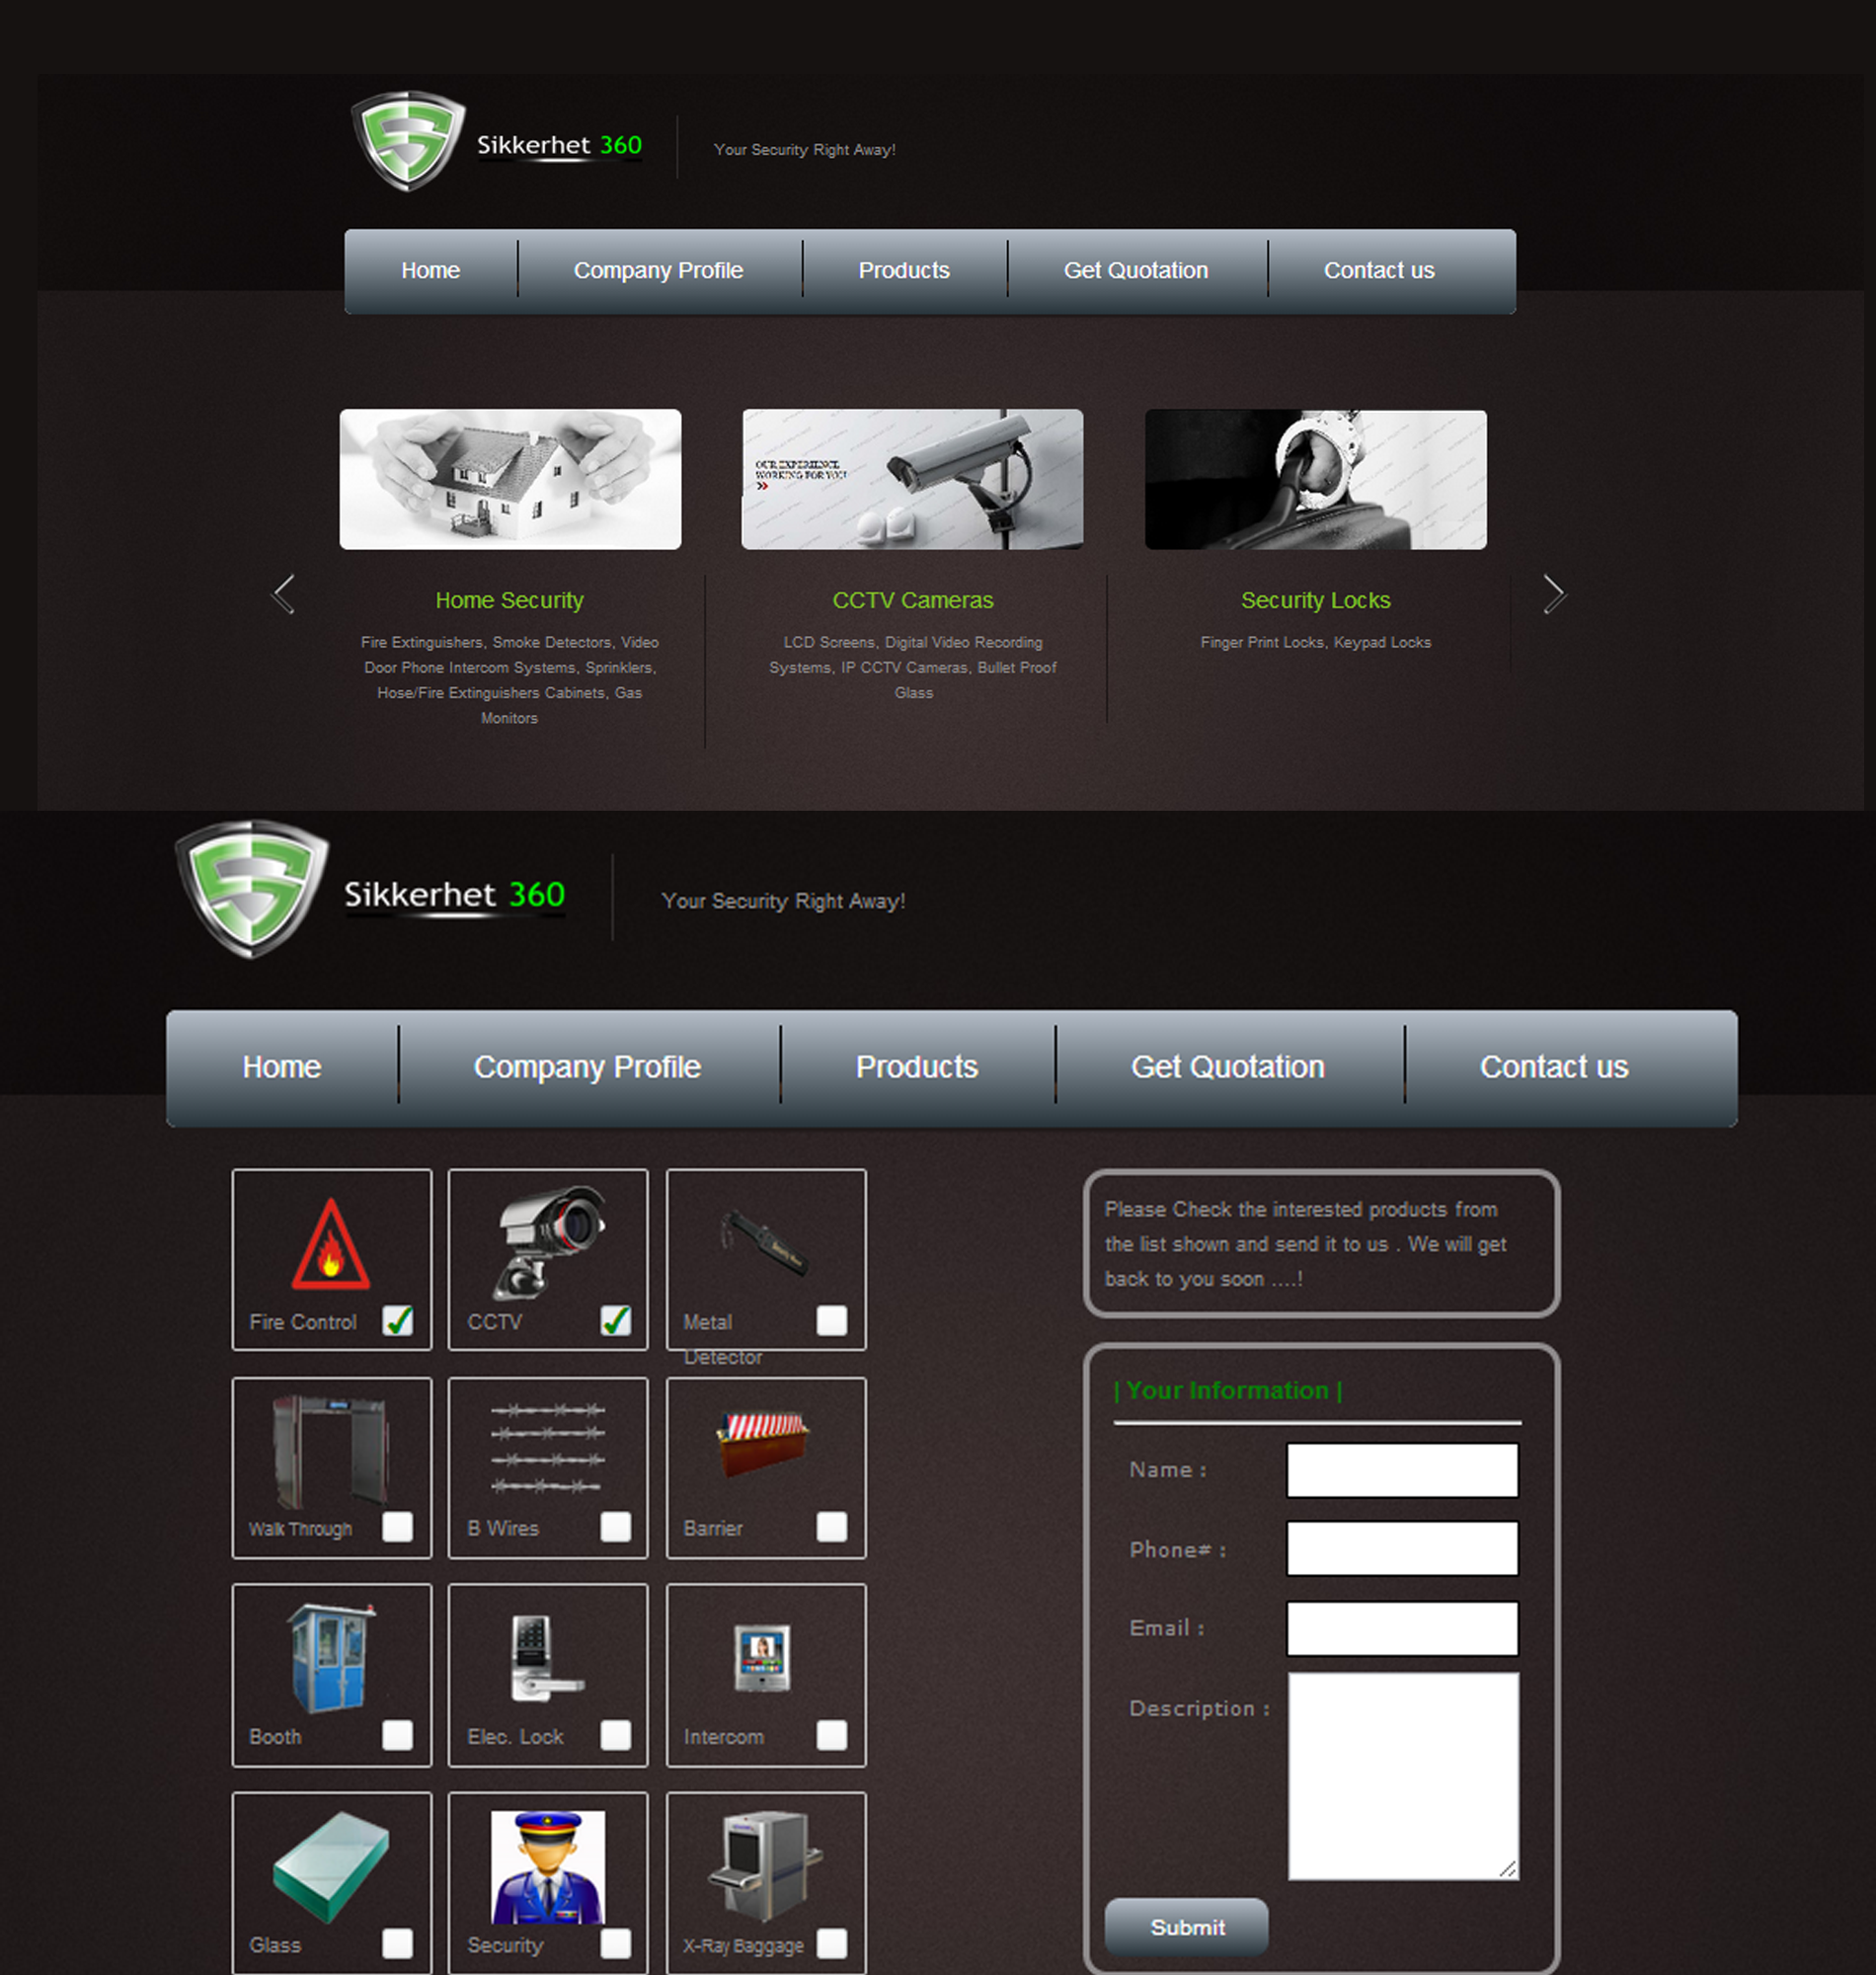 Sikkerhet 360
Your Security Right Away!
Home
Company Profile
Products
Get Quotation
Contact us
OUR EXPERIENCE
WORKING FOR YOU
Home Security
Fire Extinguishers, Smoke Detectors, Video
Door Phone Intercom Systems, Sprinklers,
Hose/Fire Extinguishers Cabinets, Gas
Monitors
CCTV Cameras
LCD Screens, Digital Video Recording
Systems, IP CCTV Cameras, Bullet Proof
Glass
Security Locks
Finger Print Locks, Keypad Locks
Sikkerhet 360
Your Security Right Away!
Home
Company Profile
Products
Get Quotation
Contact us
Fire Control
CCTV
Metal
Detector
Walk Through
B Wires
Barrier
Booth
Elec. Lock
Intercom
Glass
Security
X-Ray Baggage
Please Check the interested products from
the list shown and send it to us . We will get
back to you soon ....!
| Your Information |
Name :
Phone# :
Email :
Description :
Submit